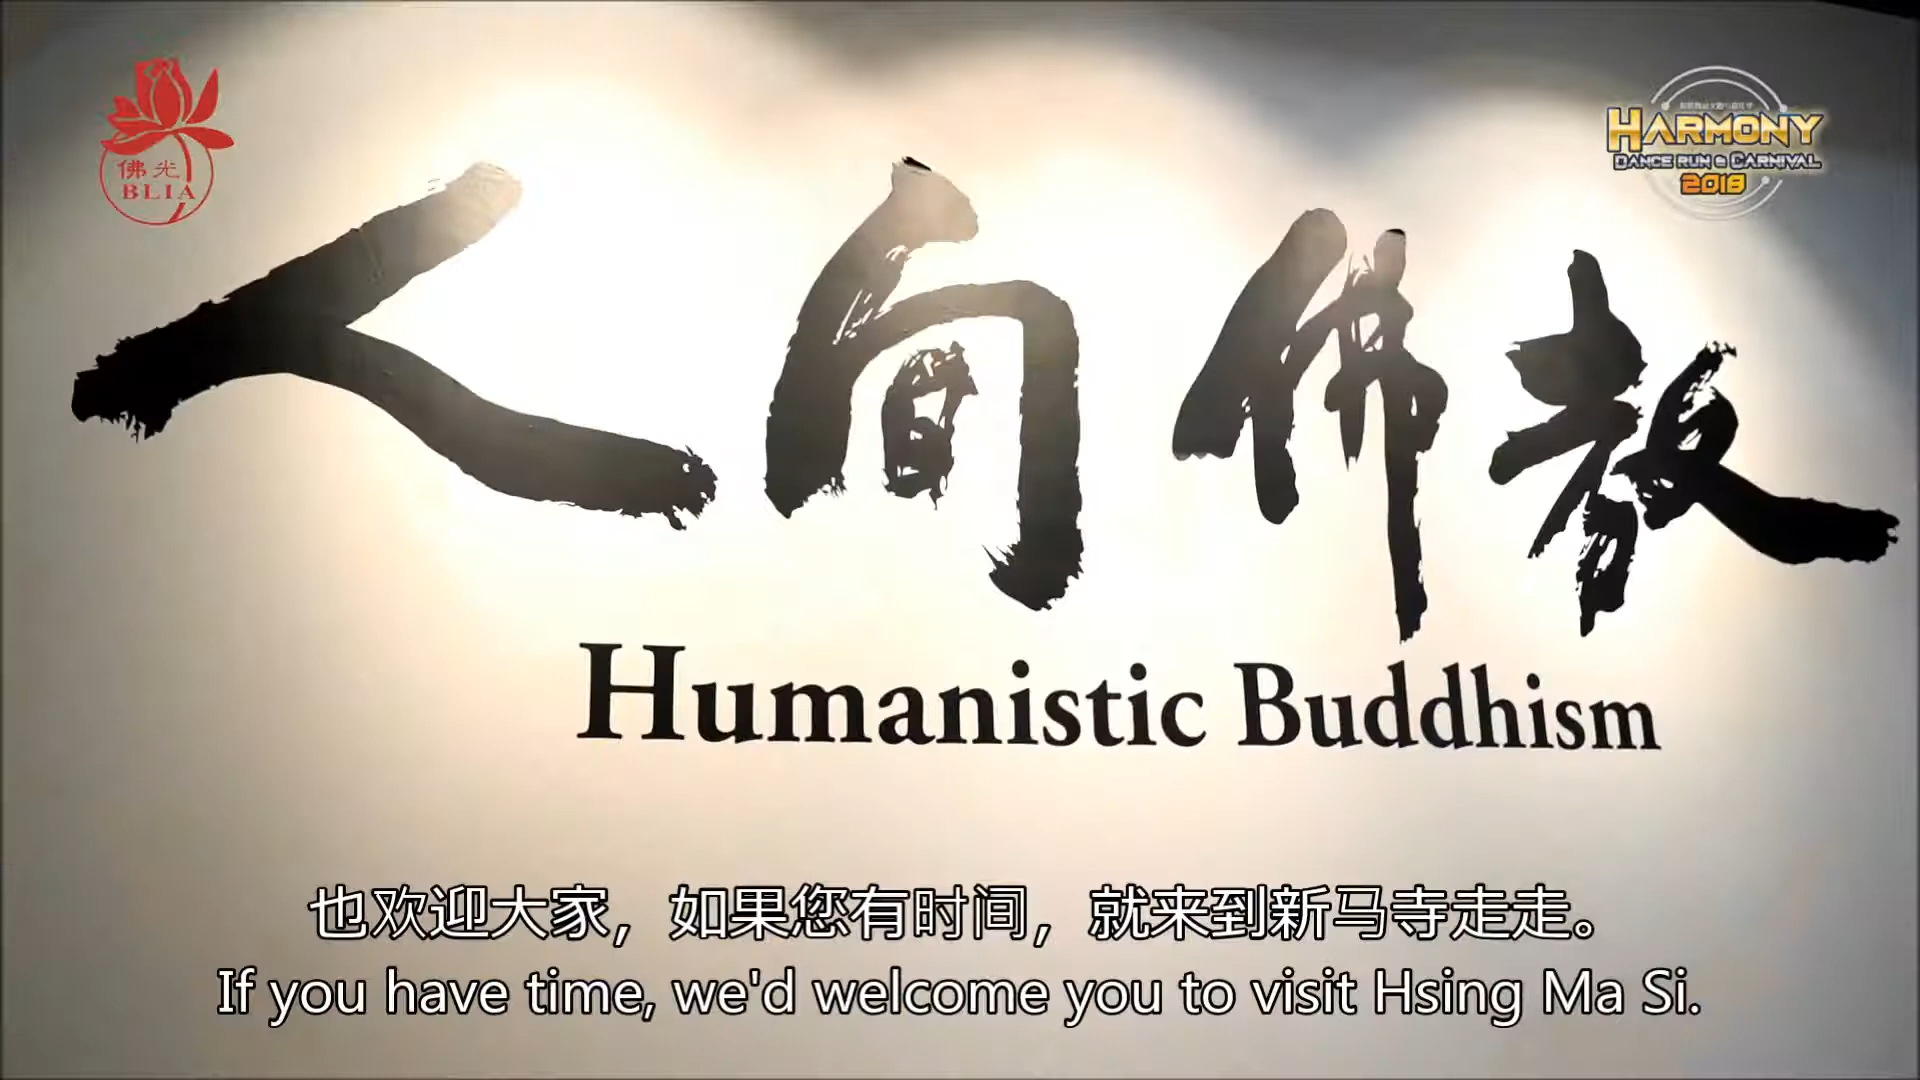 佛光
BLIA
HARMONY
DANCE RUN & CARNIVAL
2018
人间佛教
Humanistic Buddhism
也欢迎大家，如果您有时间，就来到新马寺走走。
If you have time, we'd welcome you to visit Hsing Ma Si.